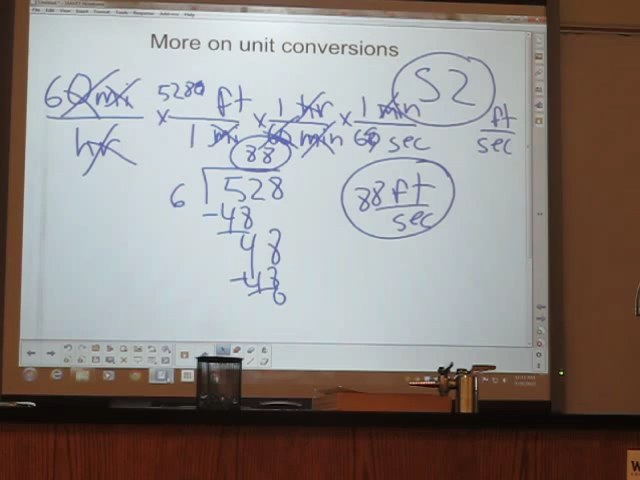 More on unit conversions
60 mi / hr × 5280 ft / 1 mi × 1 hr / 60 min × 1 min / 60 sec
52 ft / sec
88
6 528
-48
48
-48
0
88 ft / sec